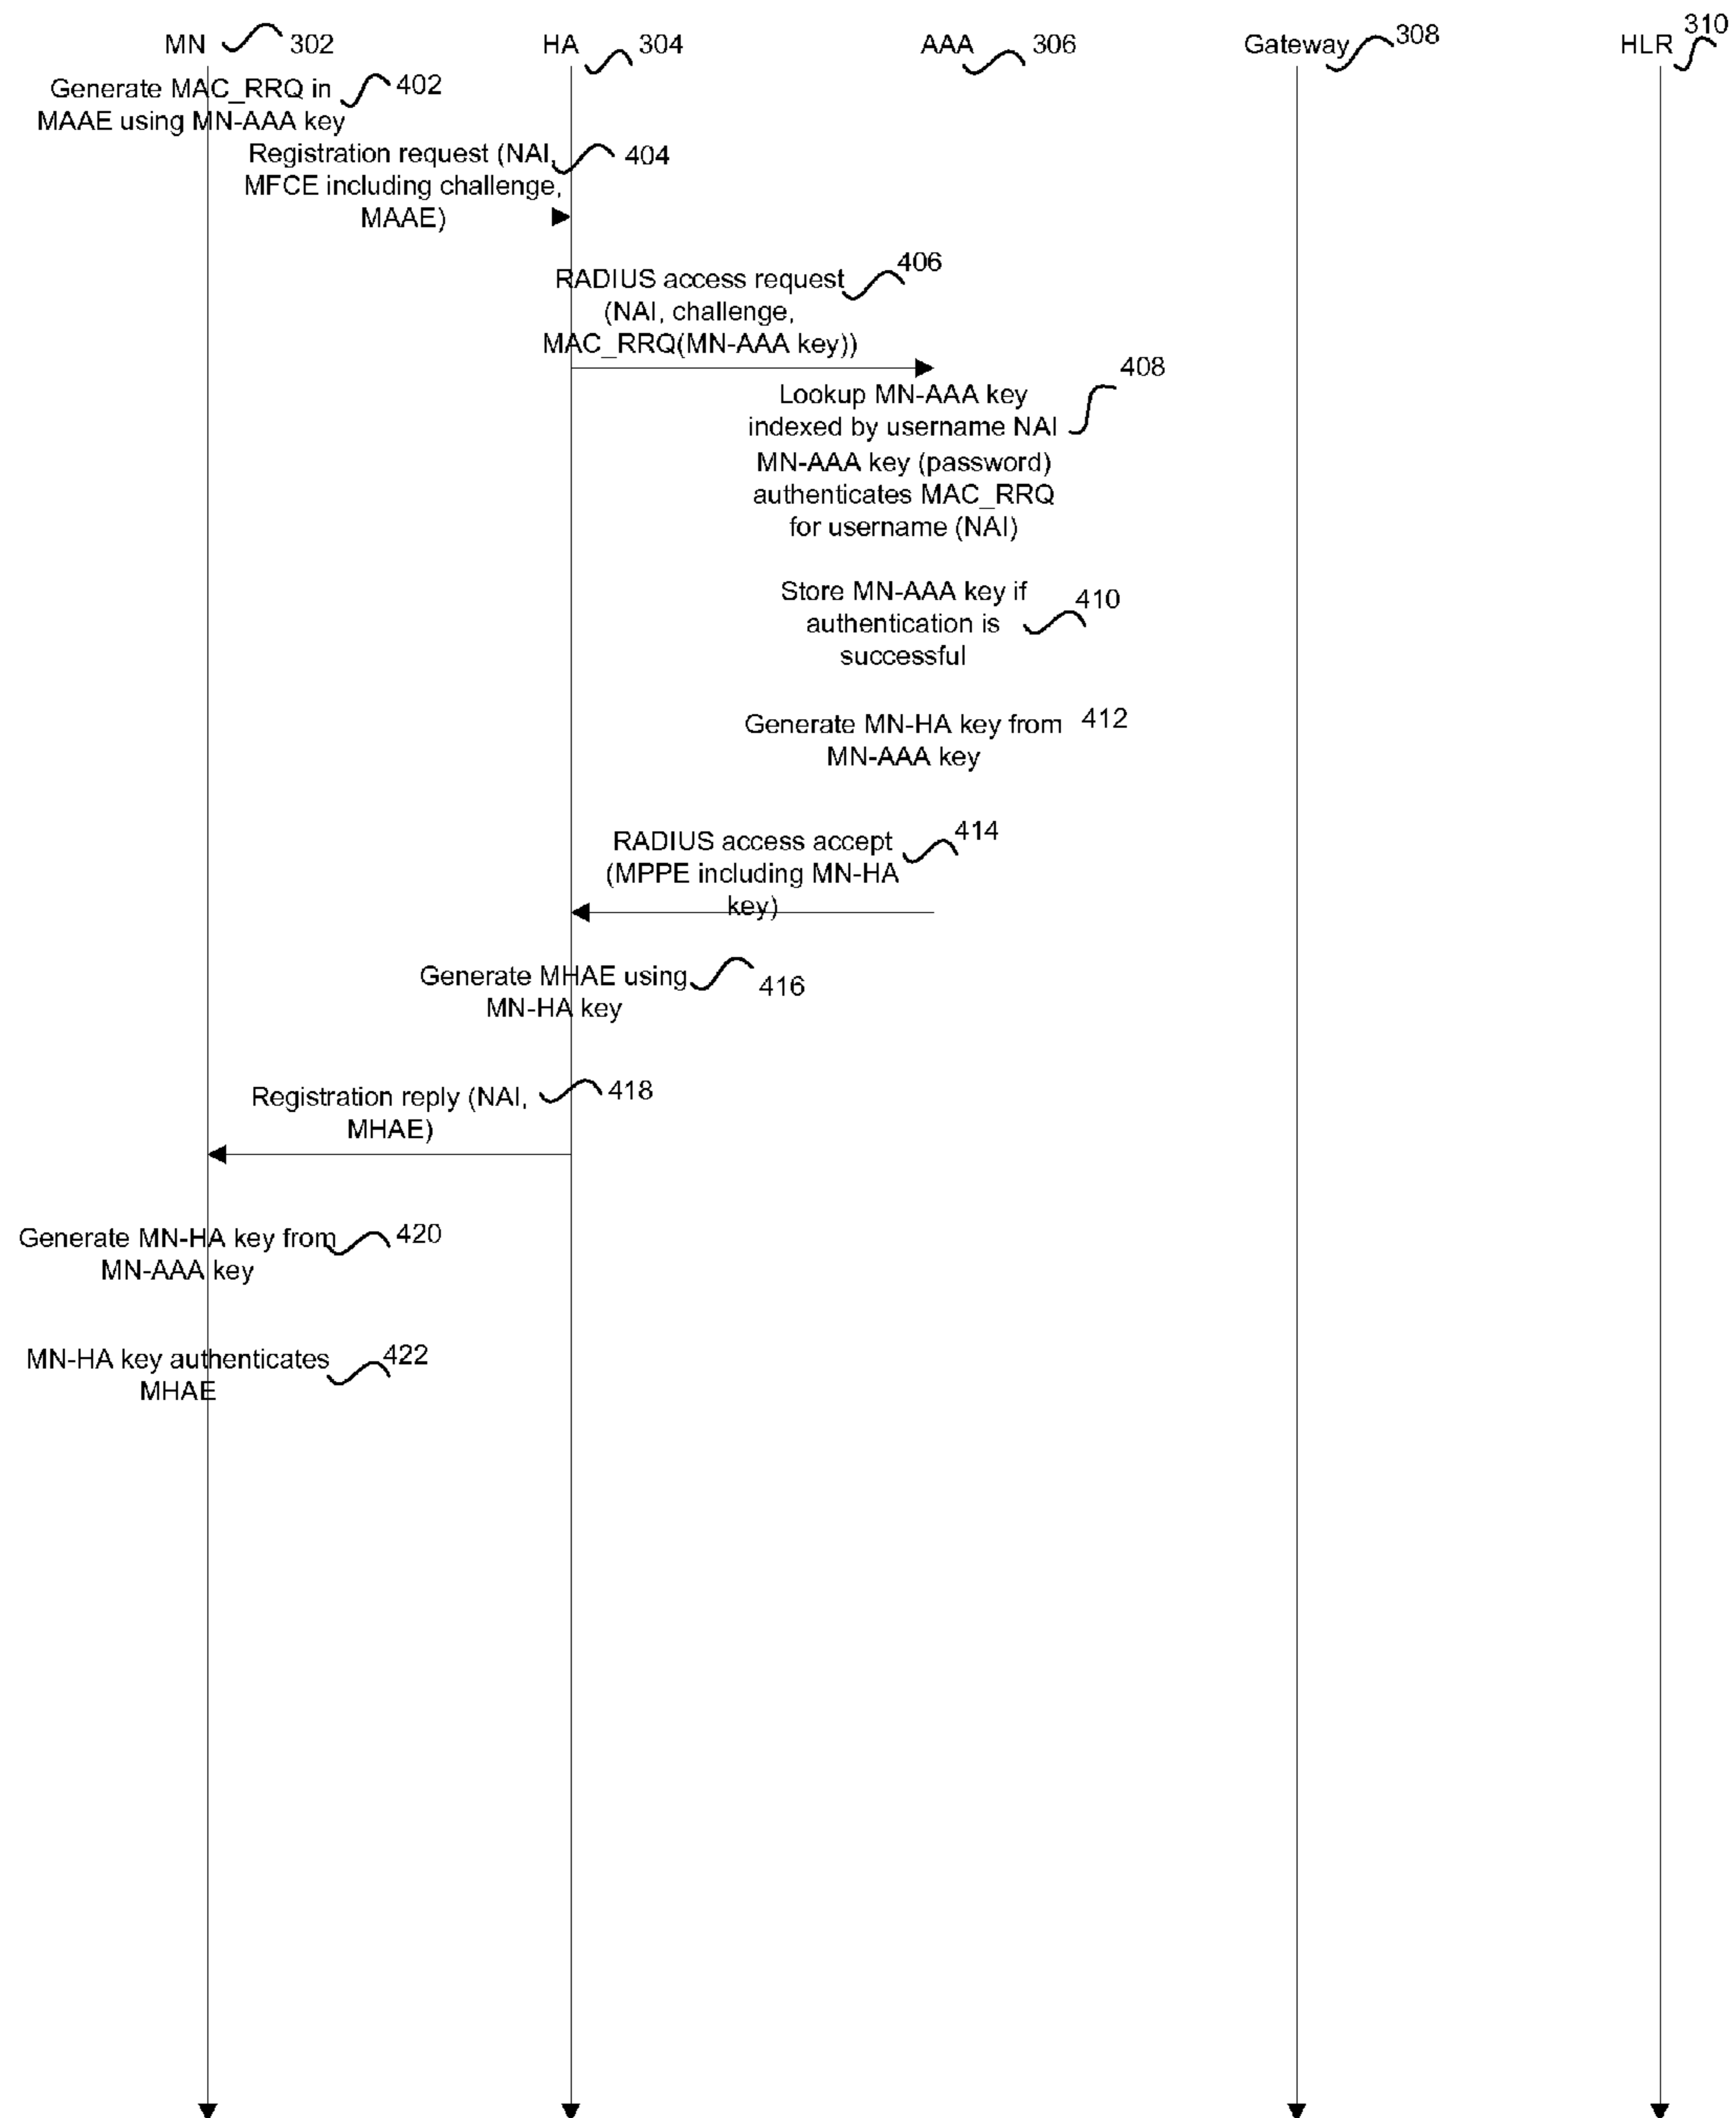 MN 302
HA 304
AAA 306
Gateway 308
HLR 310
Generate MAC_RRQ in 402
MAAE using MN-AAA key
Registration request (NAI, 404
MFCE including challenge,
MAAE)
RADIUS access request 406
(NAI, challenge,
MAC_RRQ(MN-AAA key))
Lookup MN-AAA key 408
indexed by username NAI
MN-AAA key (password)
authenticates MAC_RRQ
for username (NAI)
Store MN-AAA key if 410
authentication is
successful
Generate MN-HA key from 412
MN-AAA key
RADIUS access accept 414
(MPPE including MN-HA
key)
Generate MHAE using 416
MN-HA key
Registration reply (NAI, 418
MHAE)
Generate MN-HA key from 420
MN-AAA key
MN-HA key authenticates 422
MHAE